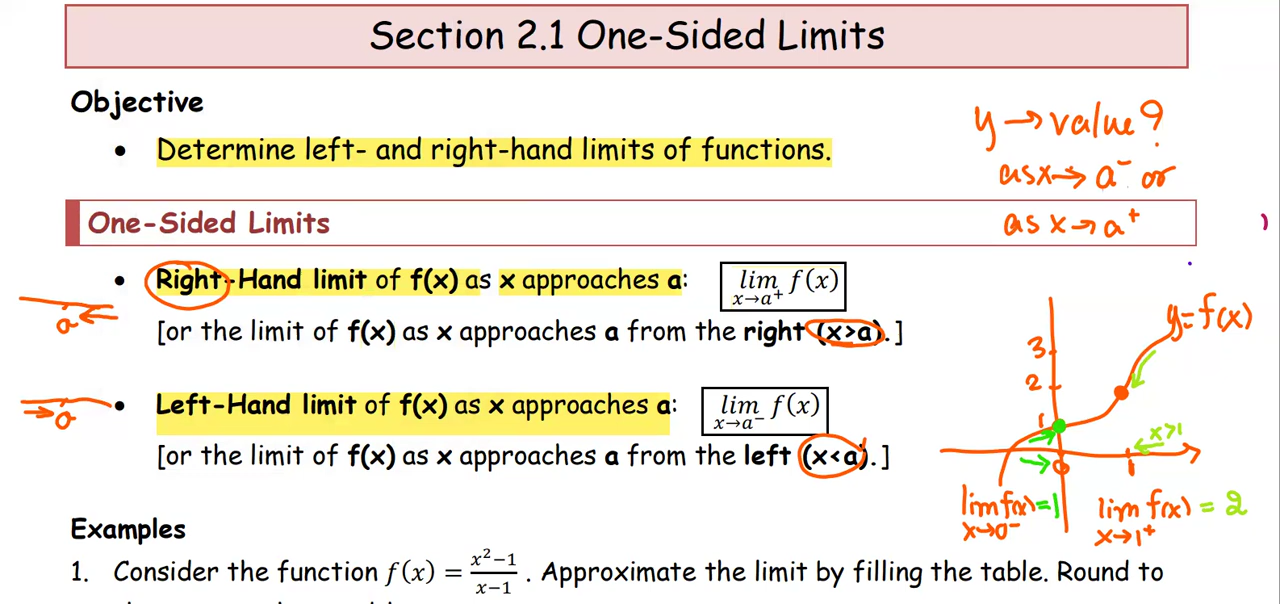 Section 2.1 One-Sided Limits
Objective
• Determine left- and right-hand limits of functions.
y → value?
as x → a⁻ or
as x → a⁺
One-Sided Limits
• Right-Hand limit of f(x) as x approaches a: lim x→a⁺ f(x)
a
[or the limit of f(x) as x approaches a from the right (x>a).]
• Left-Hand limit of f(x) as x approaches a: lim x→a⁻ f(x)
a
[or the limit of f(x) as x approaches a from the left (x<a).]
y=f(x)
3
2
1
x>1
0
1
lim f(x) = 1
x→0⁻
lim f(x) = 2
x→1⁺
Examples
1. Consider the function f(x) = (x²−1)/(x−1). Approximate the limit by filling the table. Round to